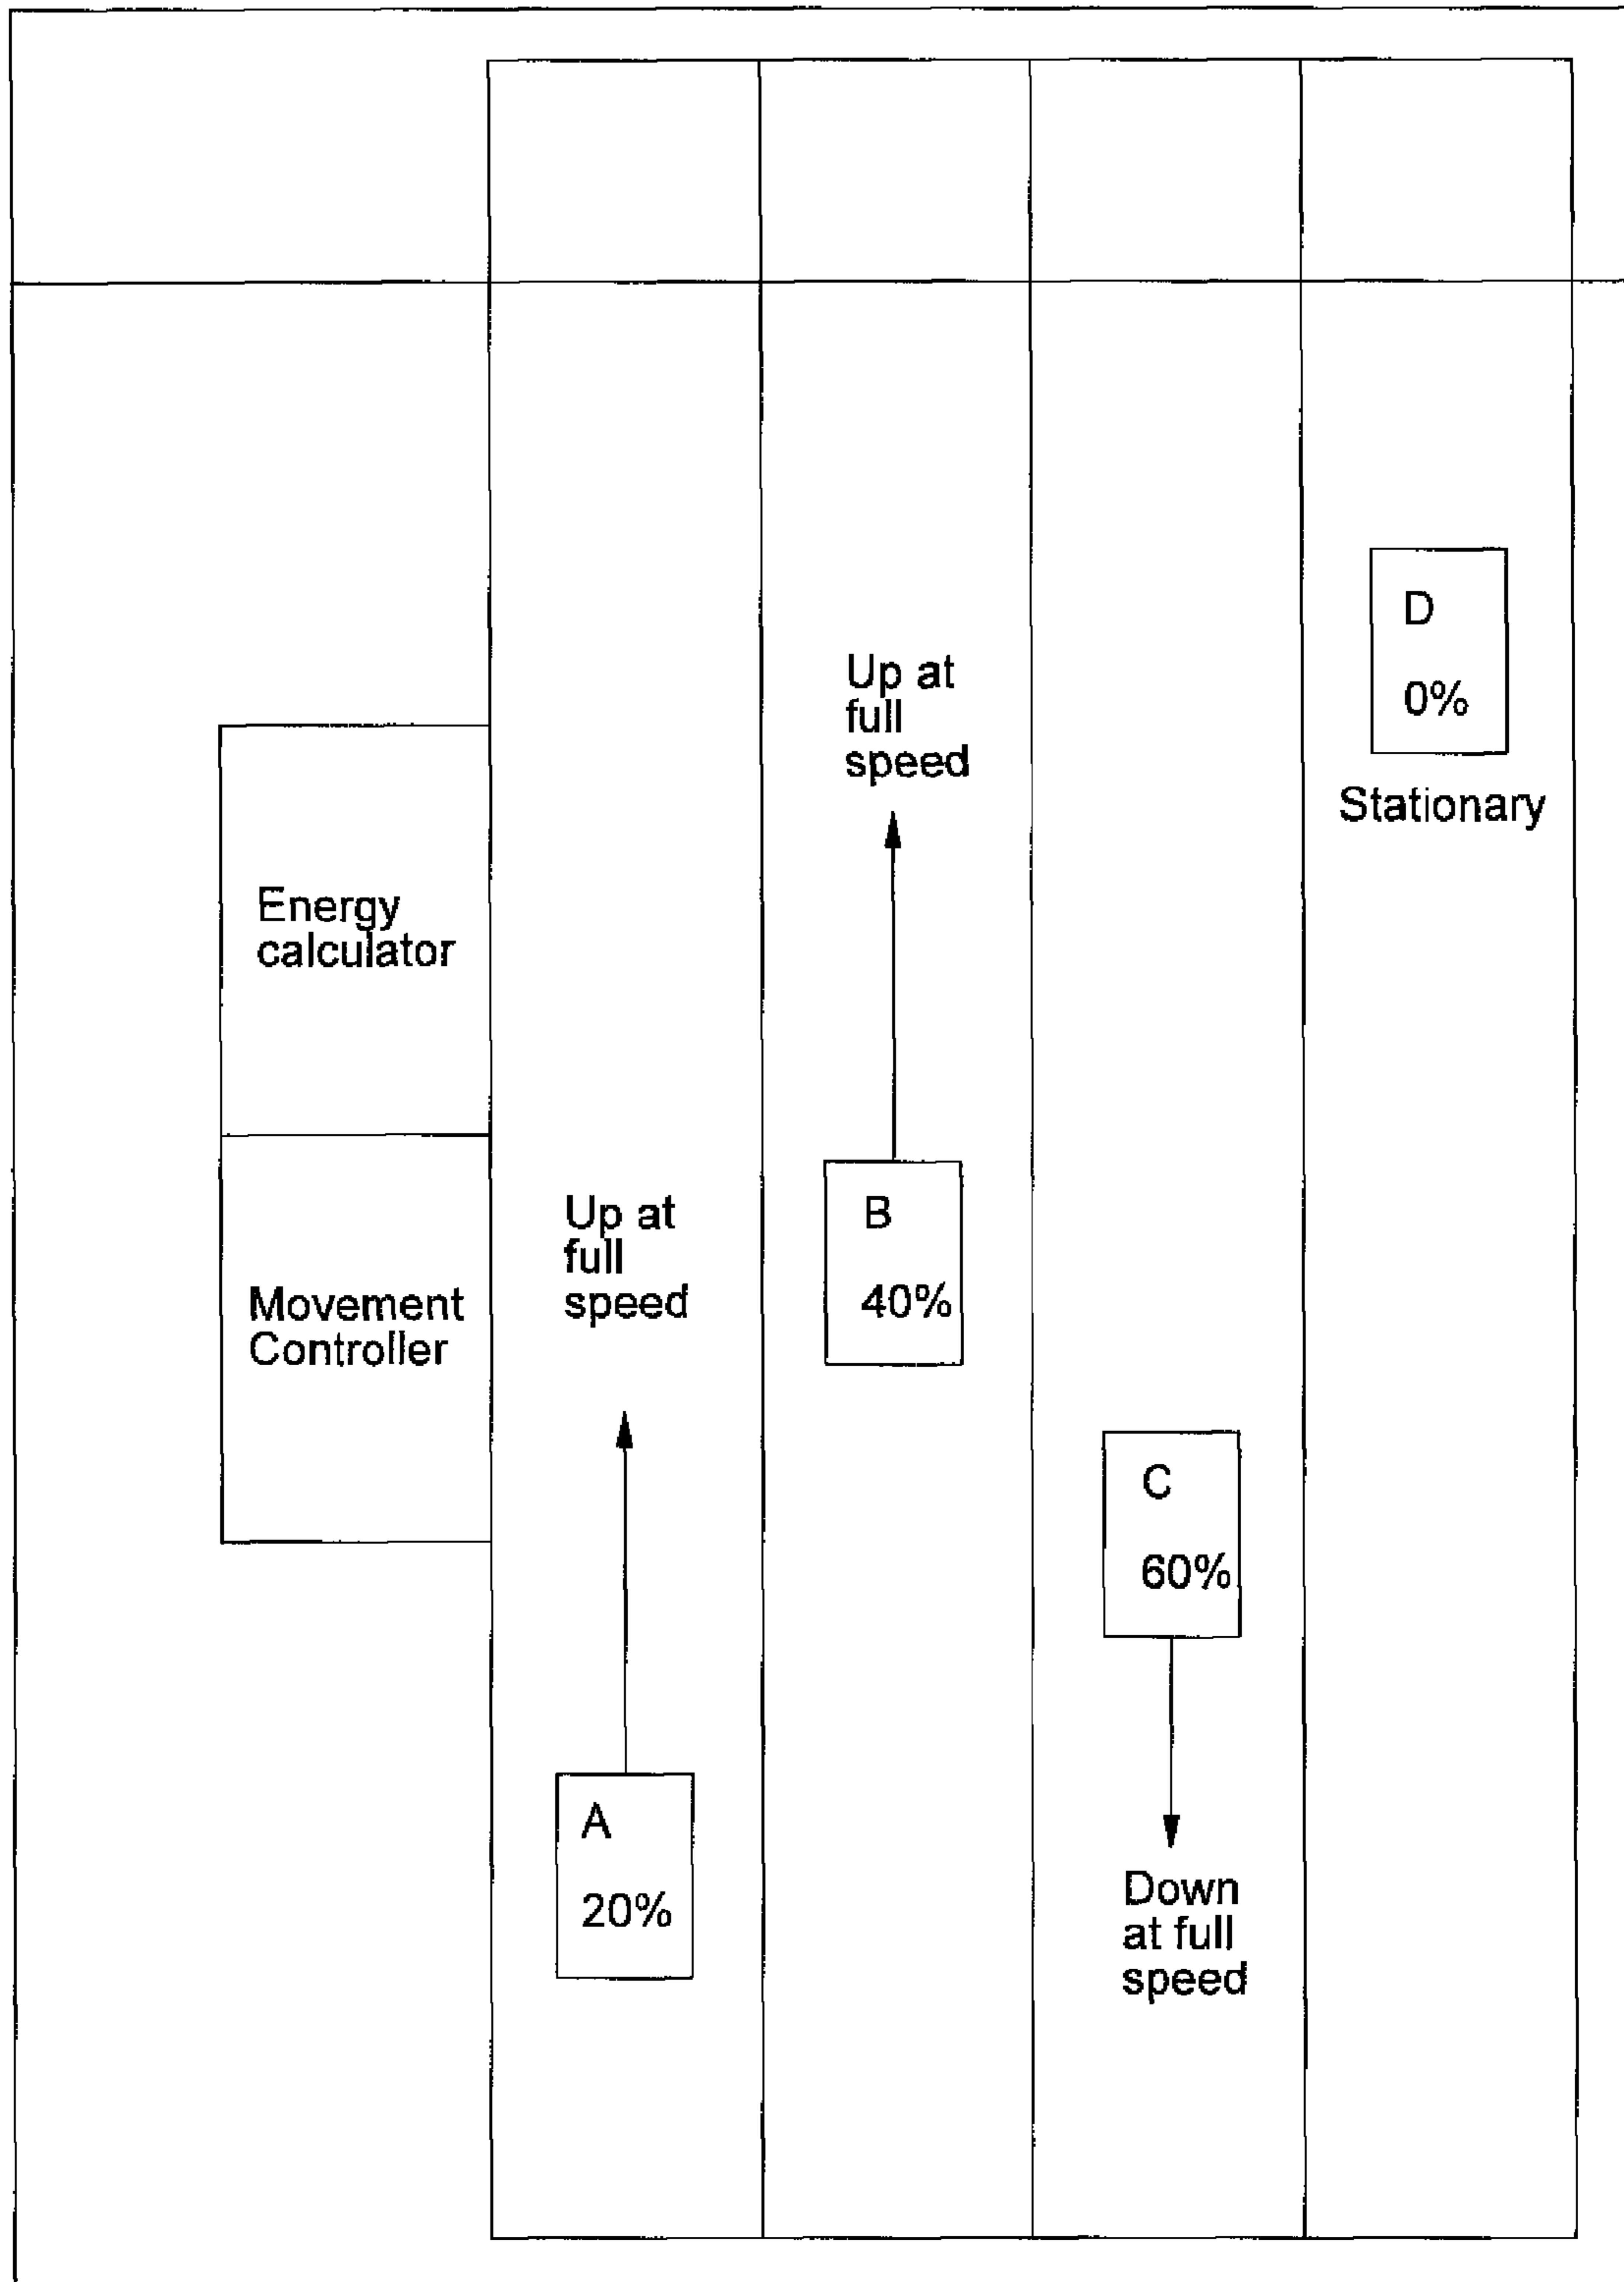 D
0%
Stationary
Up at
full
speed
Energy
calculator
B
40%
Up at
full
speed
Movement
Controller
C
60%
A
20%
Down
at full
speed